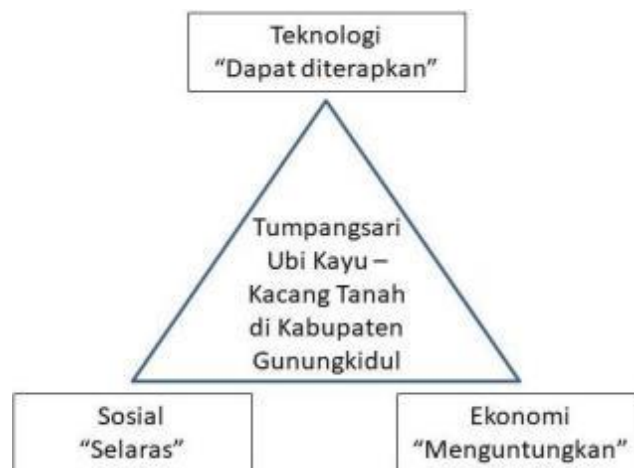 Teknologi
“Dapat diterapkan”
Tumpangsari
Ubi Kayu –
Kacang Tanah
di Kabupaten
Gunungkidul
Sosial
“Selaras”
Ekonomi
“Menguntungkan”